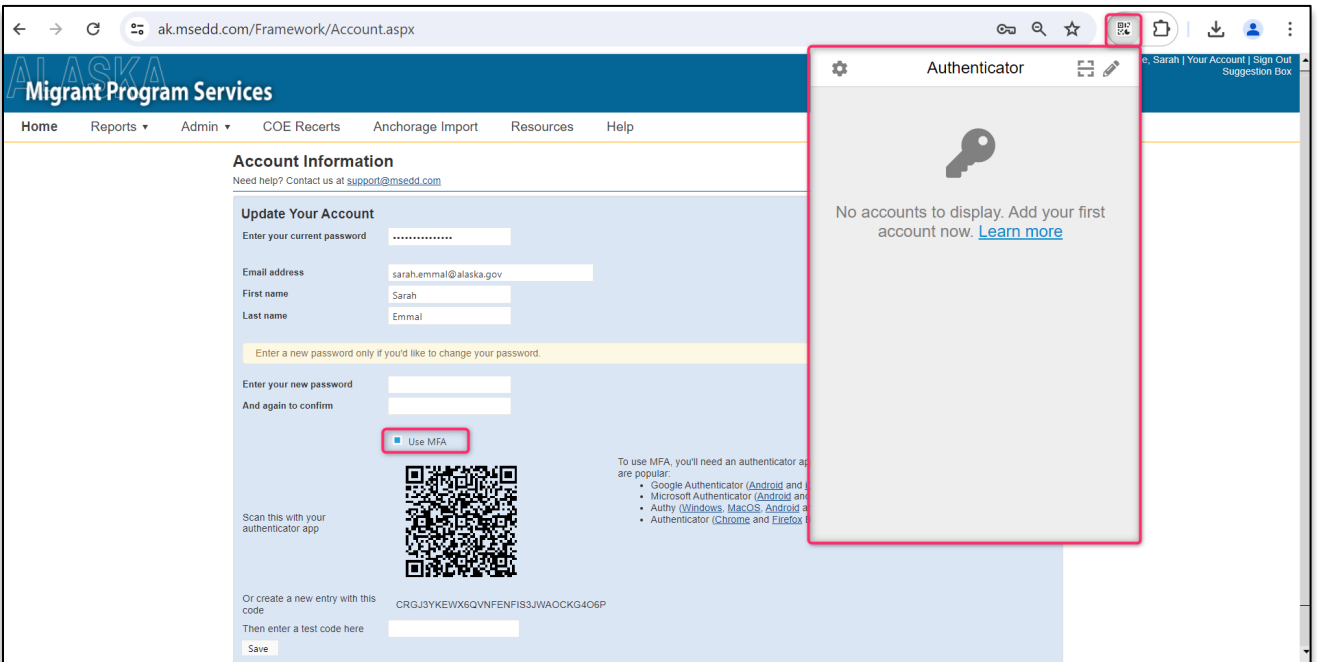 ak.msedd.com/Framework/Account.aspx
ALASKA
Migrant Program Services
e, Sarah | Your Account | Sign Out
Suggestion Box
Home Reports ▾ Admin ▾ COE Recerts Anchorage Import Resources Help
Authenticator
No accounts to display. Add your first
account now. Learn more
Account Information
Need help? Contact us at support@msedd.com
Update Your Account
Enter your current password •••••••••••••••
Email address sarah.emmal@alaska.gov
First name Sarah
Last name Emmal
Enter a new password only if you'd like to change your password.
Enter your new password
And again to confirm
Use MFA
To use MFA, you'll need an authenticator ap
are popular:
• Google Authenticator (Android and
• Microsoft Authenticator (Android and
• Authy (Windows, MacOS, Android a
• Authenticator (Chrome and Firefox
Scan this with your
authenticator app
Or create a new entry with this
code
CRGJ3YKEWX6QVNFENFIS3JWAOCKG4O6P
Then enter a test code here
Save